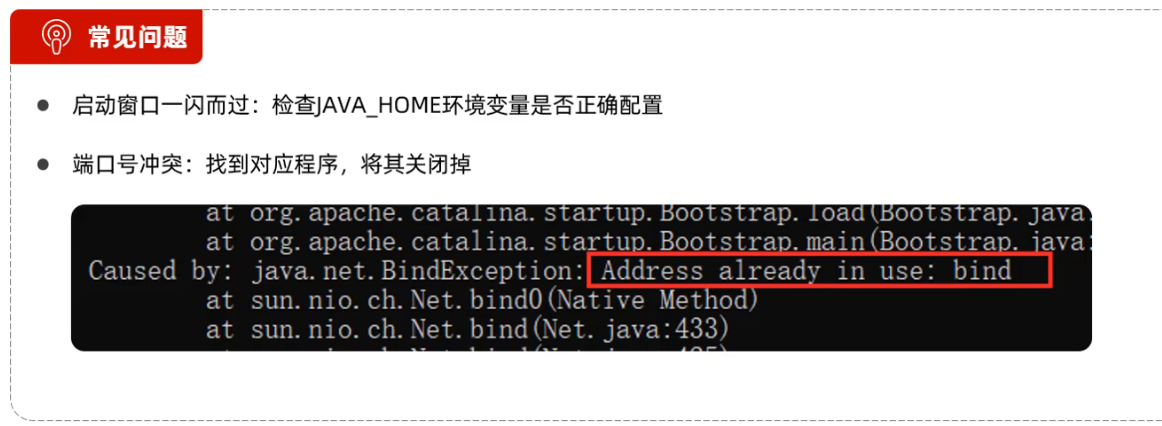 常见问题
启动窗口一闪而过：检查JAVA_HOME环境变量是否正确配置
端口号冲突：找到对应程序，将其关闭掉
at org.apache.catalina.startup.Bootstrap.load(Bootstrap.java:
at org.apache.catalina.startup.Bootstrap.main(Bootstrap.java:
Caused by: java.net.BindException: Address already in use: bind
at sun.nio.ch.Net.bind0(Native Method)
at sun.nio.ch.Net.bind(Net.java:433)